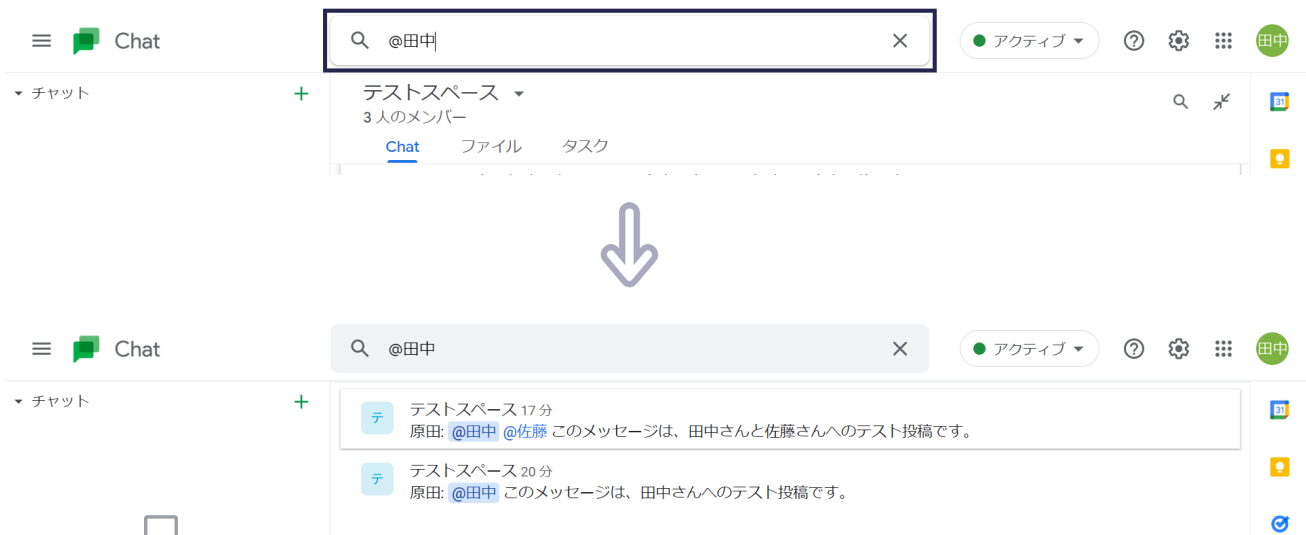 Chat
@田中
アクティブ
田中
チャット
テストスペース
31
3 人のメンバー
Chat ファイル タスク
Chat
@田中
アクティブ
田中
チャット
テ テストスペース 17 分
原田: @田中 @佐藤 このメッセージは、田中さんと佐藤さんへのテスト投稿です。
31
テ テストスペース 20 分
原田: @田中 このメッセージは、田中さんへのテスト投稿です。